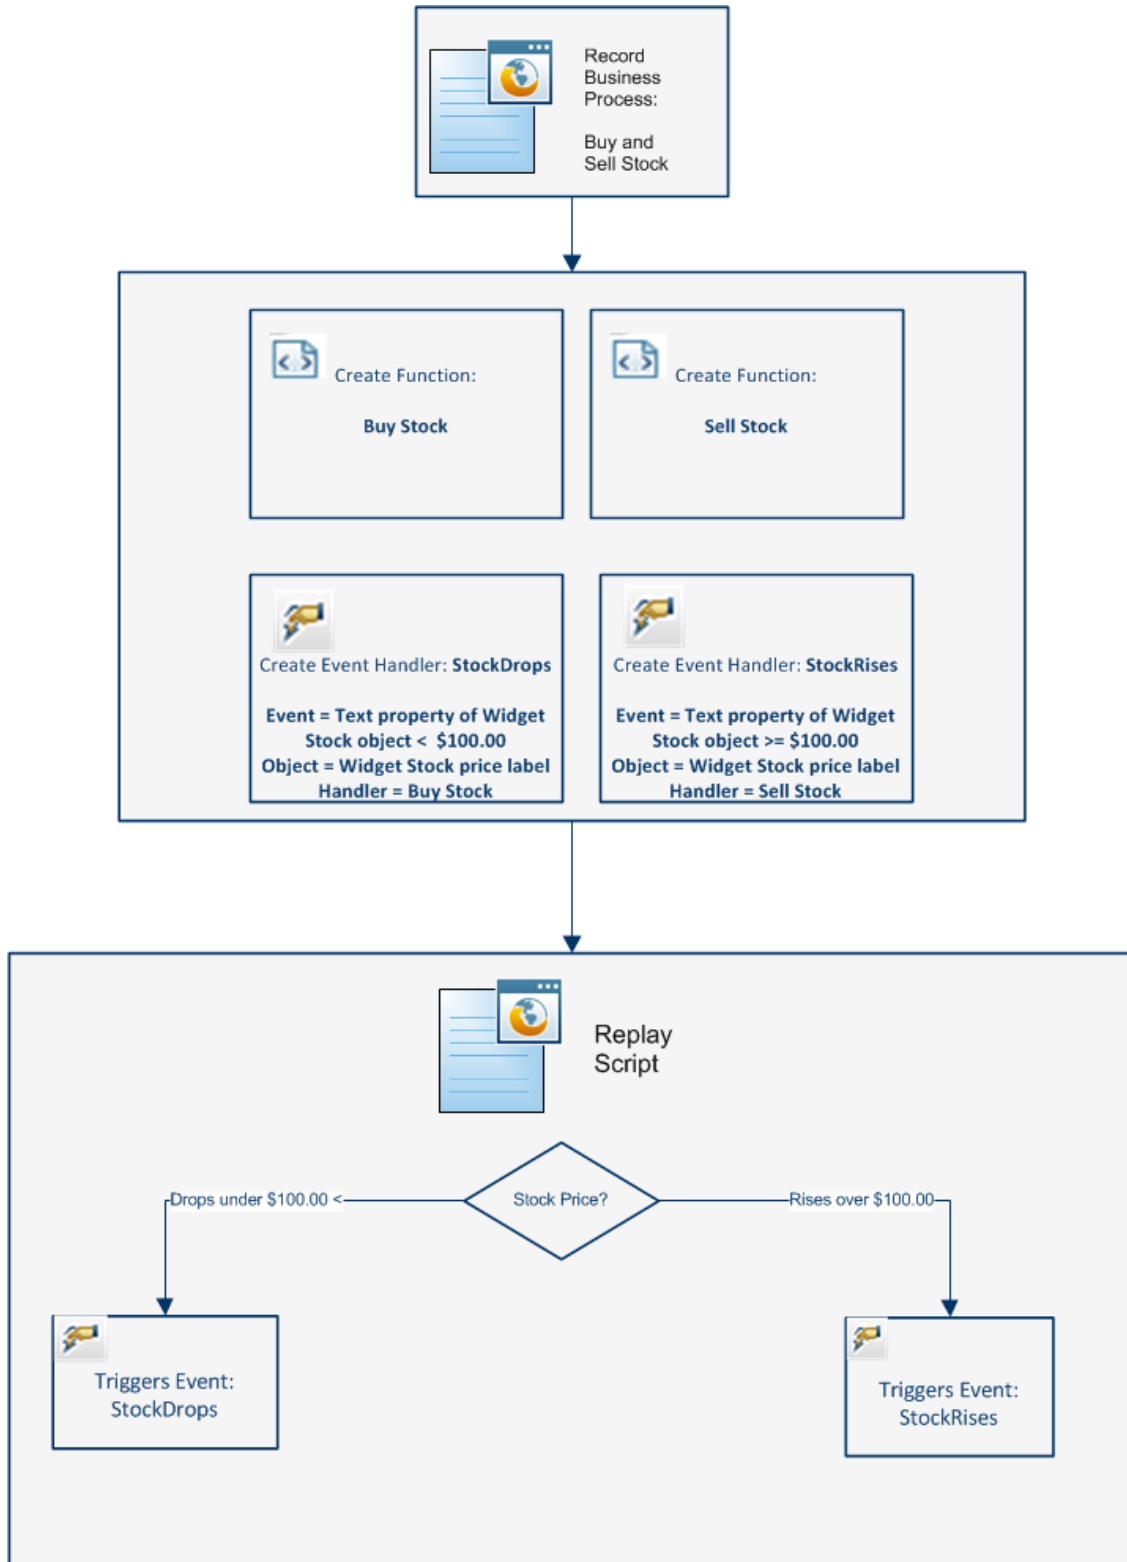 Record
Business
Process:
Buy and
Sell Stock
Create Function:
Buy Stock
Create Function:
Sell Stock
Create Event Handler: StockDrops
Event = Text property of Widget
Stock object <  $100.00
Object = Widget Stock price label
Handler = Buy Stock
Create Event Handler: StockRises
Event = Text property of Widget
Stock object >= $100.00
Object = Widget Stock price label
Handler = Sell Stock
Replay
Script
Drops under $100.00 <
Stock Price?
Rises over $100.00
Triggers Event:
StockDrops
Triggers Event:
StockRises